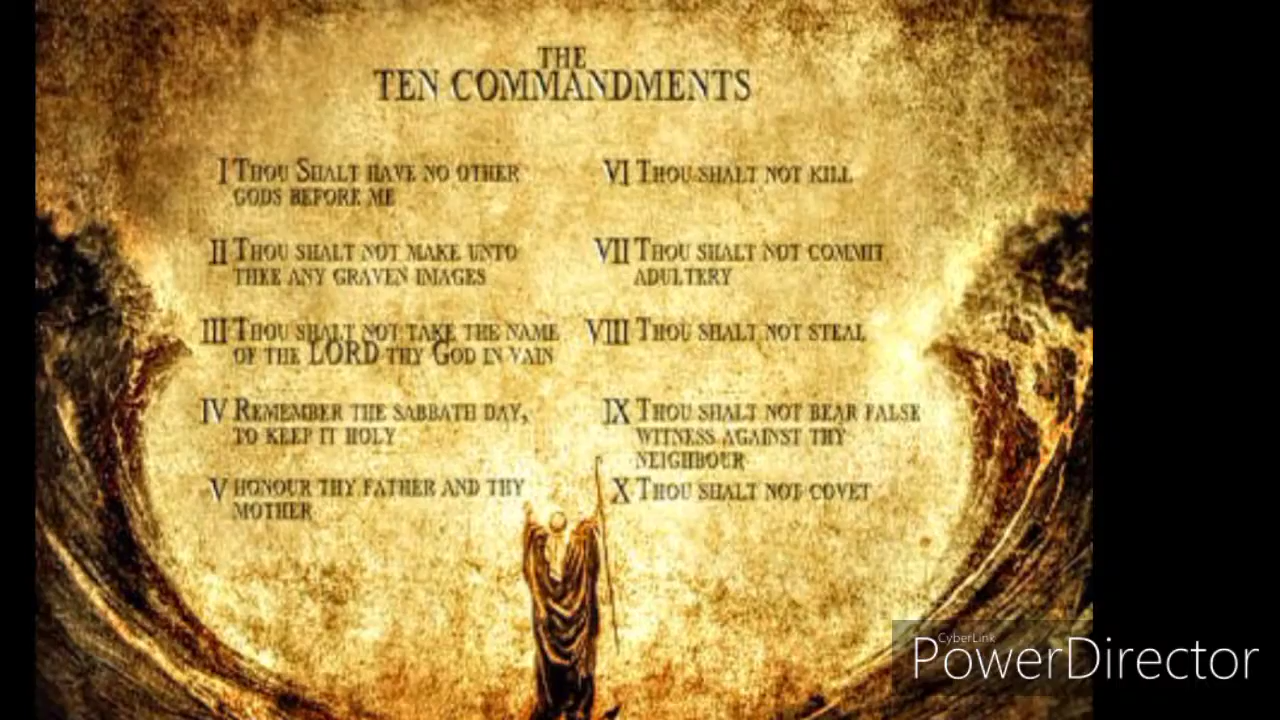 THE
TEN COMMANDMENTS
I THOU SHALT HAVE NO OTHER
GODS BEFORE ME
II THOU SHALT NOT MAKE UNTO
THEE ANY GRAVEN IMAGES
III THOU SHALT NOT TAKE THE NAME
OF THE LORD THY GOD IN VAIN
IV REMEMBER THE SABBATH DAY,
TO KEEP IT HOLY
V HONOUR THY FATHER AND THY
MOTHER
VI THOU SHALT NOT KILL
VII THOU SHALT NOT COMMIT
ADULTERY
VIII THOU SHALT NOT STEAL
IX THOU SHALT NOT BEAR FALSE
WITNESS AGAINST THY
NEIGHBOUR
X THOU SHALT NOT COVET
CyberLink
PowerDirector